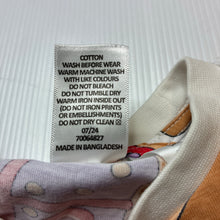 COTTON
WASH BEFORE WEAR
WARM MACHINE WASH
WITH LIKE COLOURS
DO NOT BLEACH
DO NOT TUMBLE DRY
WARM IRON INSIDE OUT
(DO NOT IRON PRINTS
OR EMBELLISHMENTS)
DO NOT DRY CLEAN
07/24
70064827
MADE IN BANGLADESH